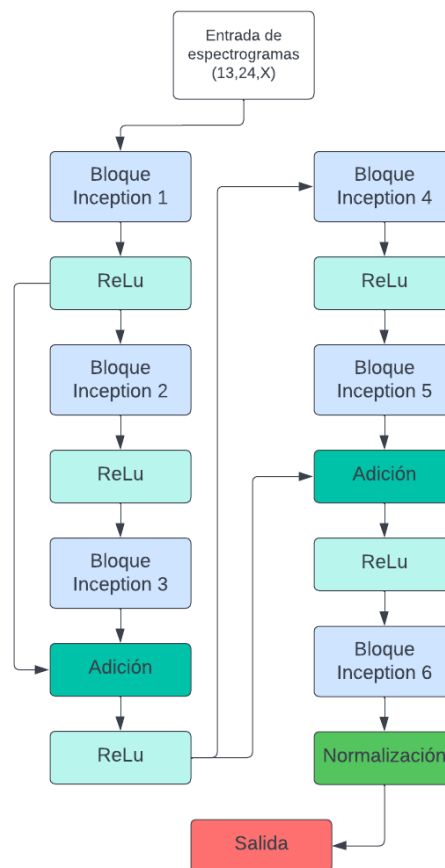 Entrada de
espectrogramas
(13,24,X)
Bloque
Inception 1
ReLu
Bloque
Inception 2
ReLu
Bloque
Inception 3
Adición
ReLu
Bloque
Inception 4
ReLu
Bloque
Inception 5
Adición
ReLu
Bloque
Inception 6
Normalización
Salida